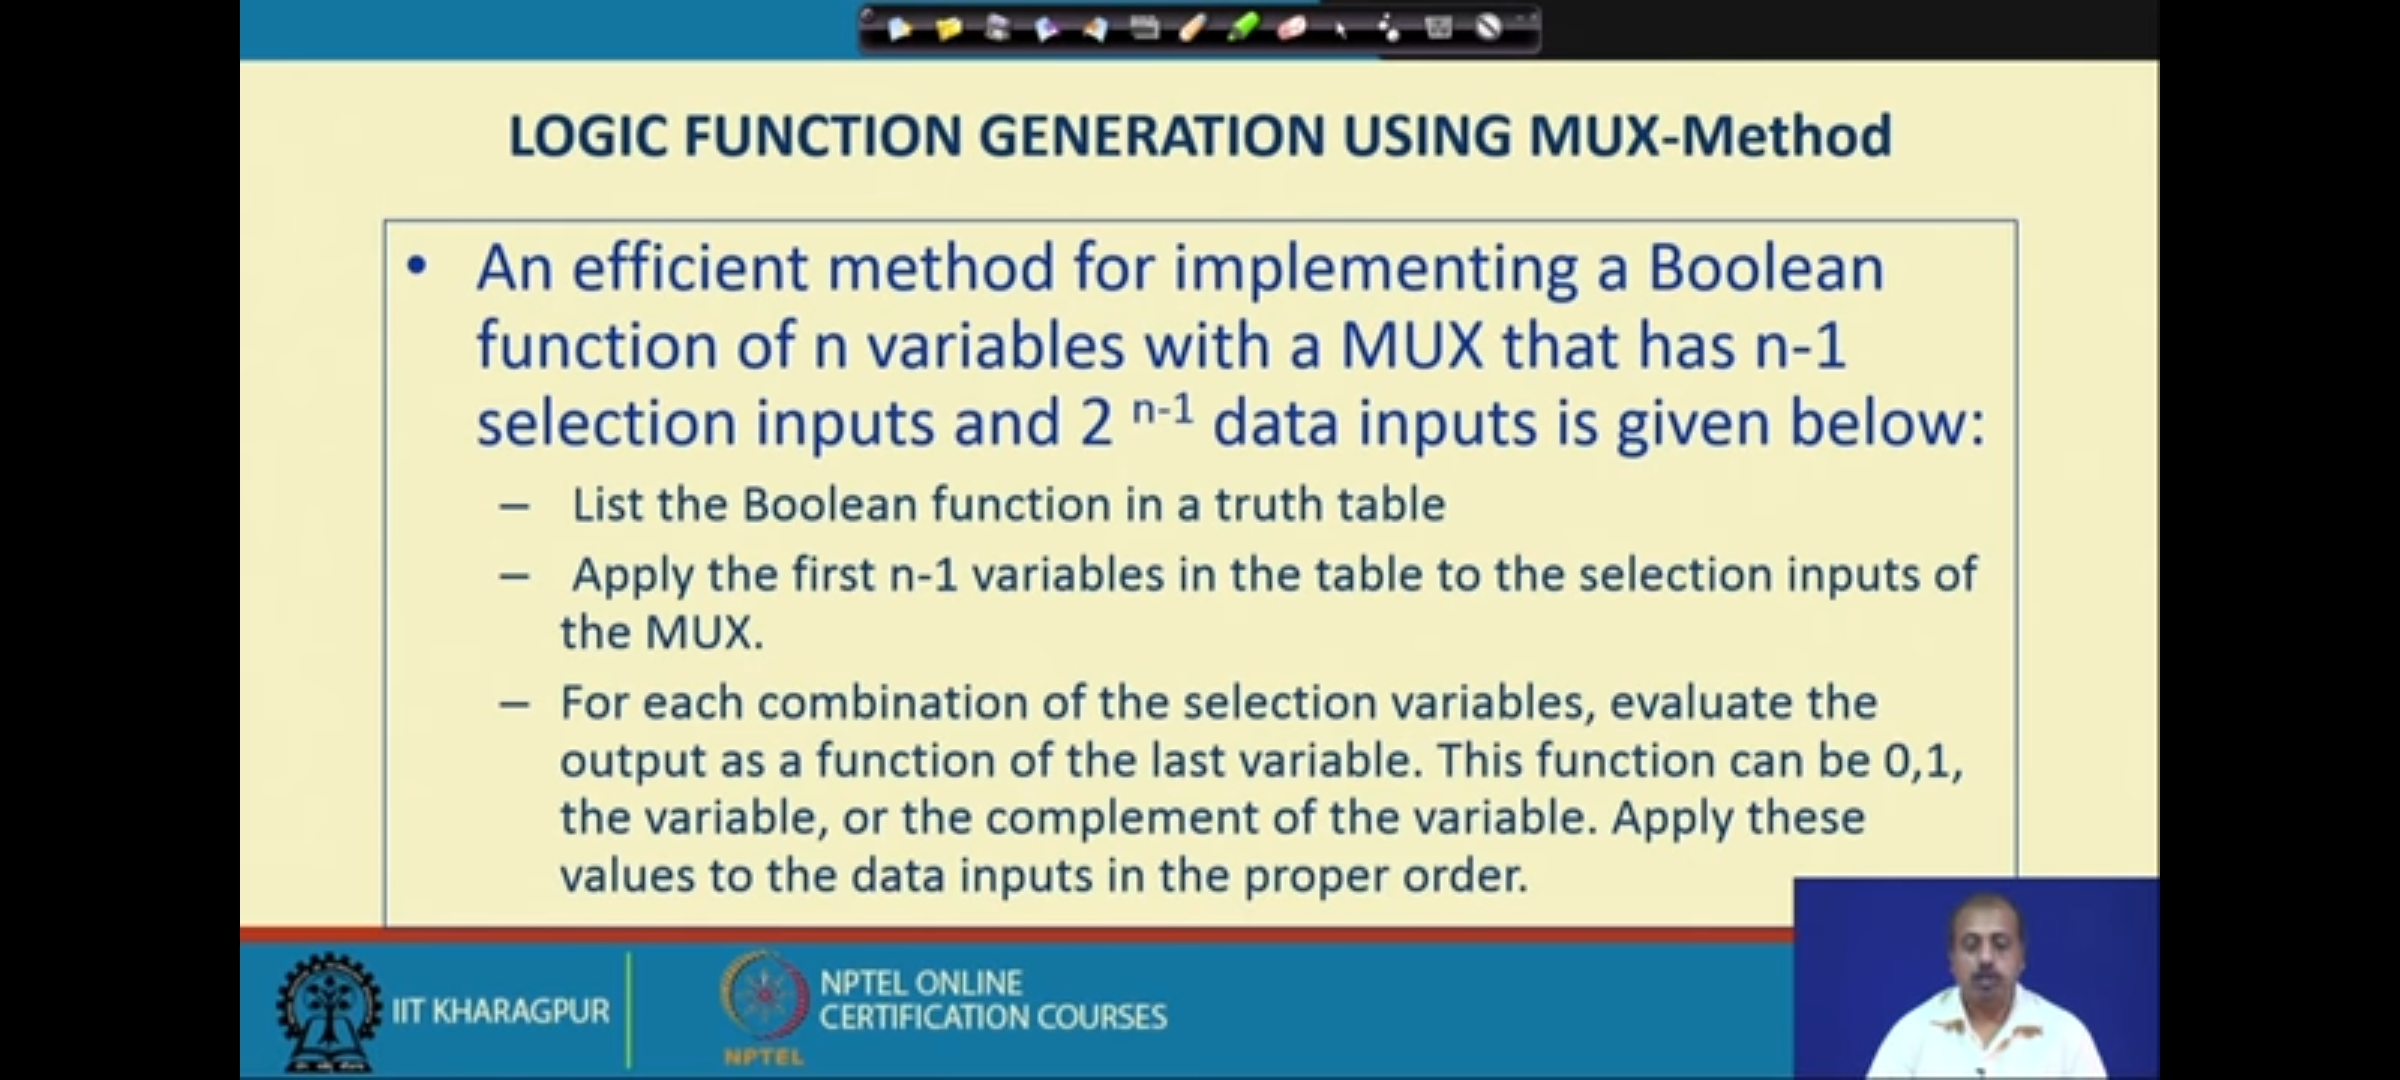 LOGIC FUNCTION GENERATION USING MUX-Method
• An efficient method for implementing a Boolean
function of n variables with a MUX that has n-1
selection inputs and 2 n-1 data inputs is given below:
– List the Boolean function in a truth table
– Apply the first n-1 variables in the table to the selection inputs of
the MUX.
– For each combination of the selection variables, evaluate the
output as a function of the last variable. This function can be 0,1,
the variable, or the complement of the variable. Apply these
values to the data inputs in the proper order.
IIT KHARAGPUR
NPTEL ONLINE
CERTIFICATION COURSES
NPTEL